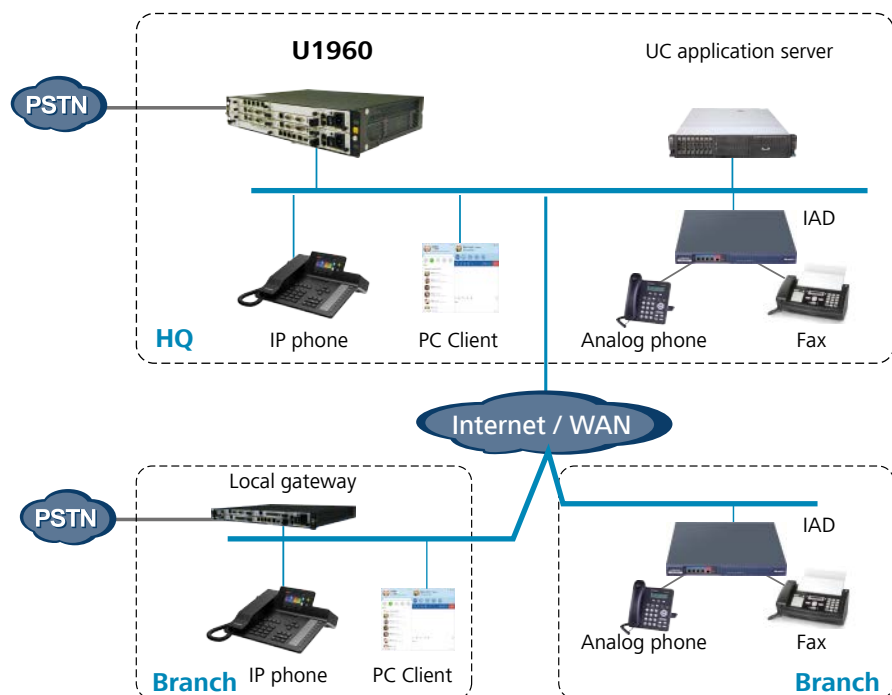 U1960
UC application server
PSTN
IAD
IP phone
PC Client
Analog phone
Fax
HQ
Internet / WAN
Local gateway
PSTN
IAD
Analog phone
Fax
IP phone
PC Client
Branch
Branch